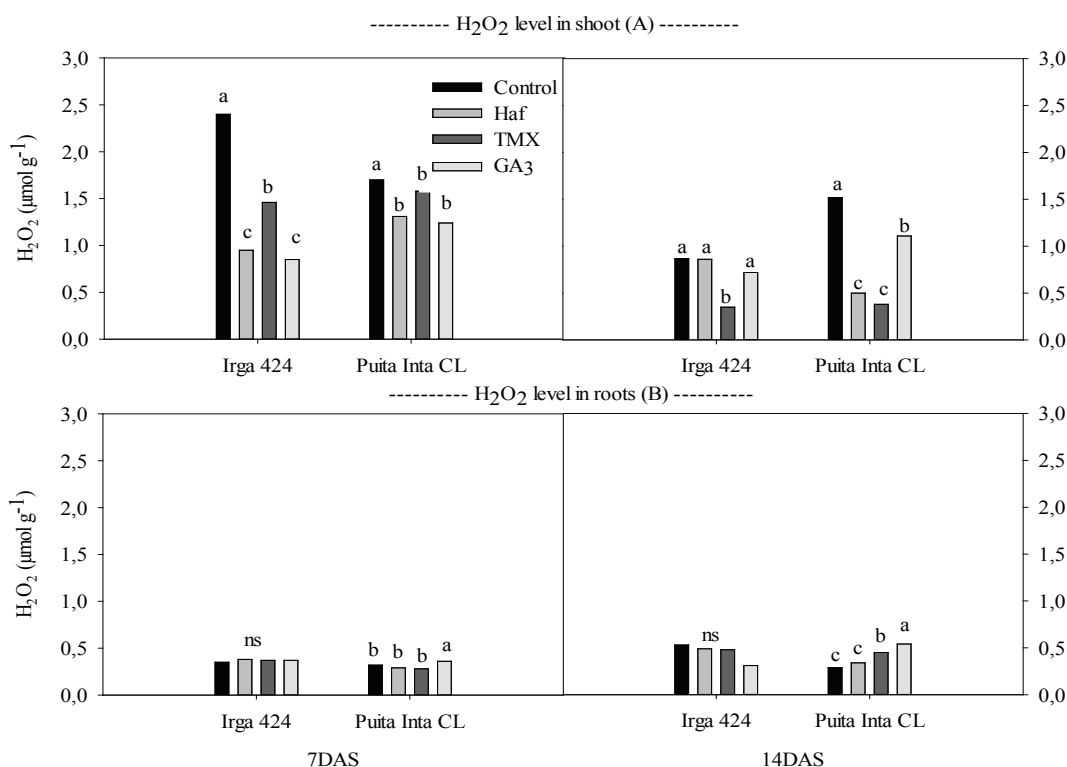 ---------- H₂O₂ level in shoot (A) ----------
3,0 3,0
2,5 2,5
2,0 2,0
1,5 1,5
1,0 1,0
0,5 0,5
0,0 0,0
H₂O₂ (µmol g⁻¹)
Control
Haf
TMX
GA₃
a c b c a b b b
a a b a a c c b
Irga 424 Puita Inta CL Irga 424 Puita Inta CL
---------- H₂O₂ level in roots (B) ----------
3,0 3,0
2,5 2,5
2,0 2,0
1,5 1,5
1,0 1,0
0,5 0,5
0,0 0,0
H₂O₂ (µmol g⁻¹)
ns b b b a
ns c c b a
Irga 424 Puita Inta CL Irga 424 Puita Inta CL
7DAS 14DAS